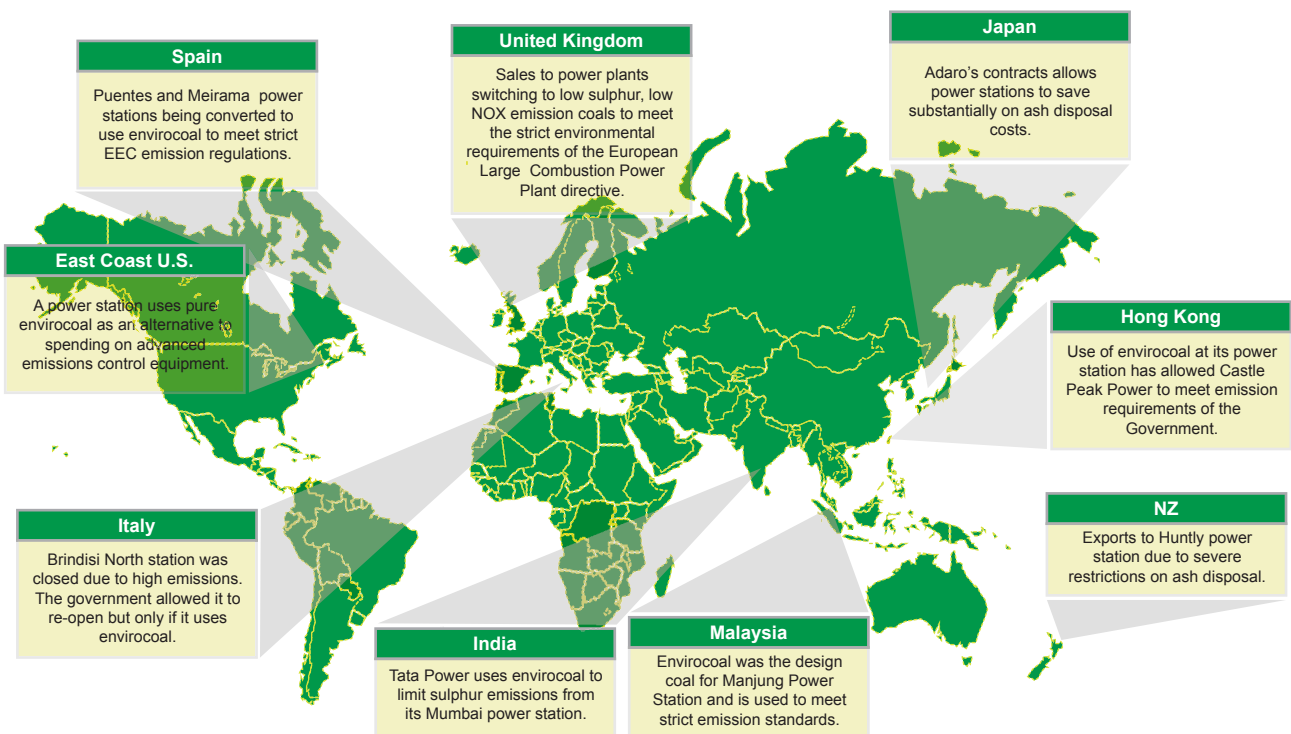 Spain
Puentes and Meirama power
stations being converted to
use envirocoal to meet strict
EEC emission regulations.
United Kingdom
Sales to power plants
switching to low sulphur, low
NOX emission coals to meet
the strict environmental
requirements of the European
Large Combustion Power
Plant directive.
Japan
Adaro's contracts allows
power stations to save
substantially on ash disposal
costs.
East Coast U.S.
A power station uses pure
envirocoal as an alternative to
spending on advanced
emissions control equipment.
Hong Kong
Use of envirocoal at its power
station has allowed Castle
Peak Power to meet emission
requirements of the
Government.
Italy
Brindisi North station was
closed due to high emissions.
The government allowed it to
re-open but only if it uses
envirocoal.
India
Tata Power uses envirocoal to
limit sulphur emissions from
its Mumbai power station.
Malaysia
Envirocoal was the design
coal for Manjung Power
Station and is used to meet
strict emission standards.
NZ
Exports to Huntly power
station due to severe
restrictions on ash disposal.